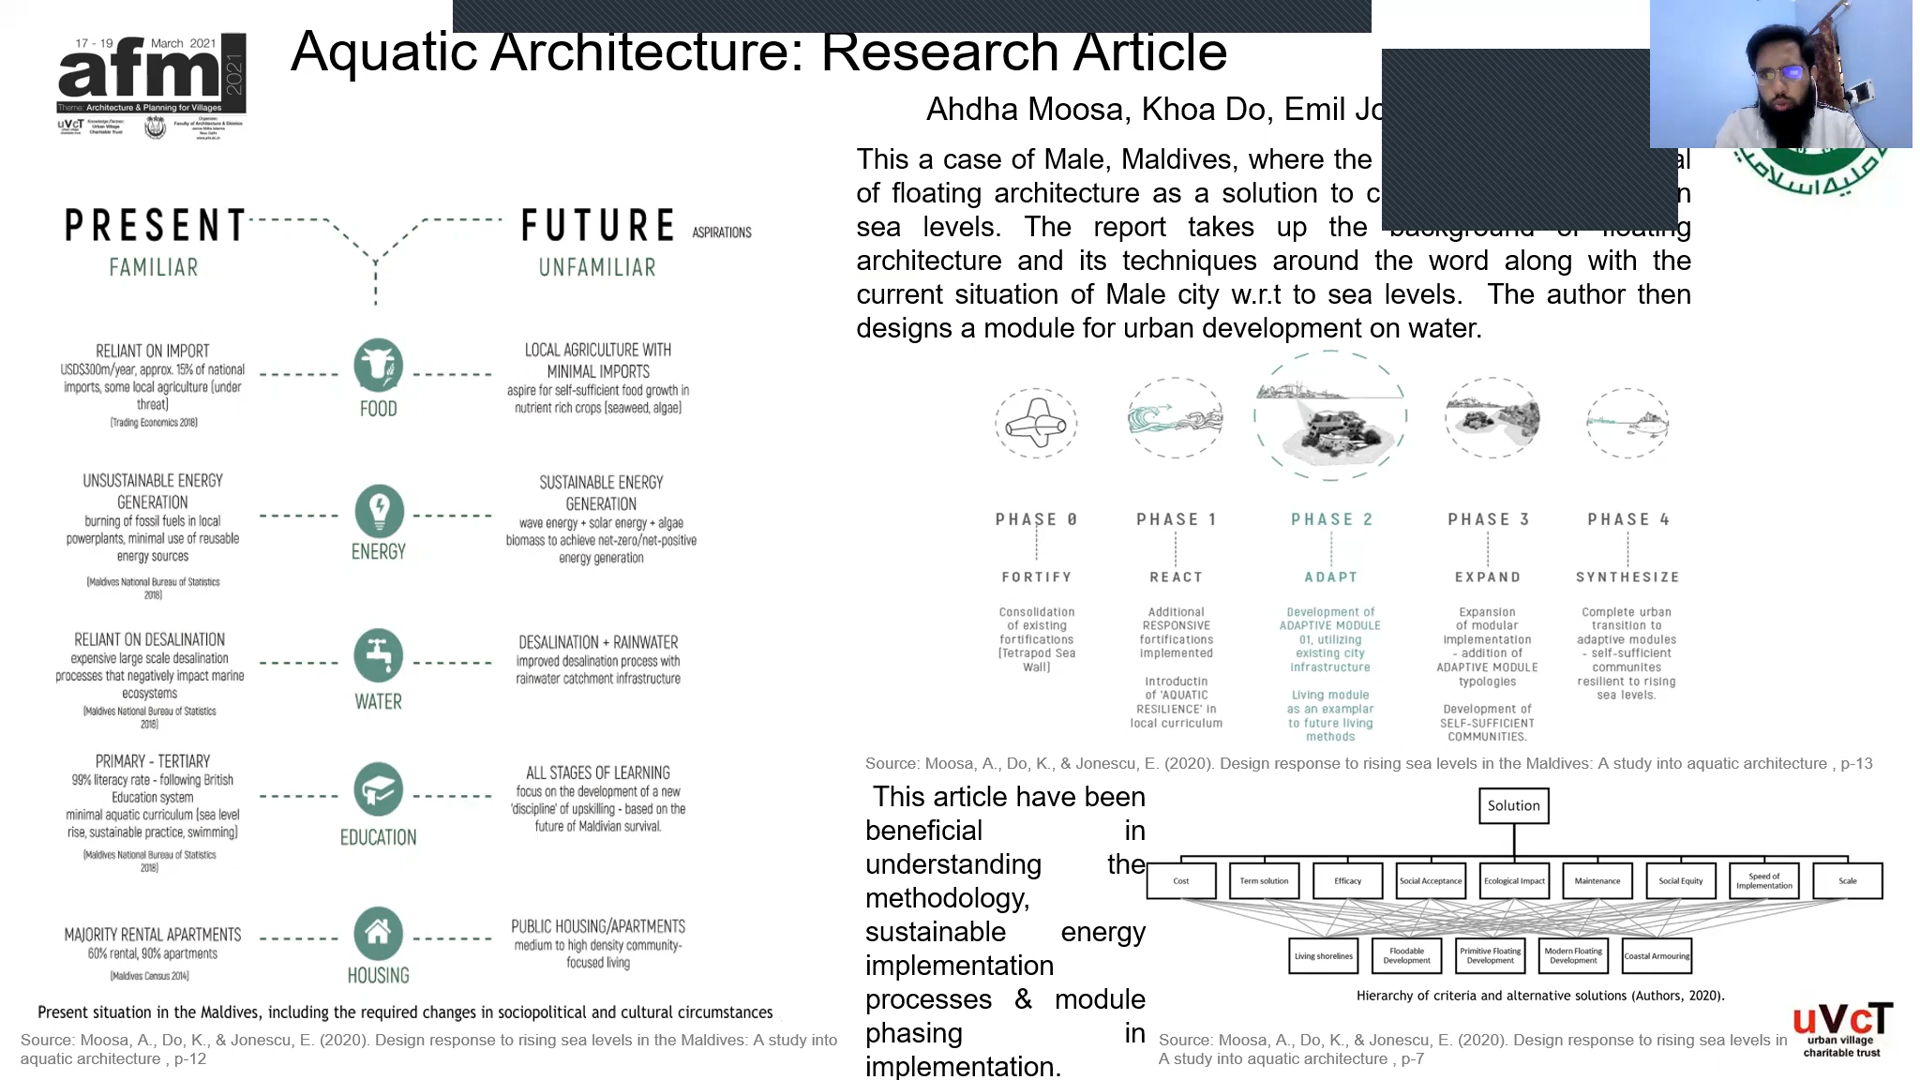 17 - 19 March 2021
afm 2021
Theme: Architecture & Planning for Villages
uVcT
Knowledge Partner:
Urban Village
Charitable Trust
Organizer:
Faculty of Architecture & Ekistics
Jamia Millia Islamia
New Delhi
Aquatic Architecture: Research Article
Ahdha Moosa, Khoa Do, Emil
This a case of Male, Maldives, where the
of floating architecture as a solution to
sea levels. The report takes up the background of floating
architecture and its techniques around the word along with the
current situation of Male city w.r.t to sea levels. The author then
designs a module for urban development on water.
PRESENT
FAMILIAR
FUTURE ASPIRATIONS
UNFAMILIAR
RELIANT ON IMPORT
USD$300m/year, approx. 15% of national
imports, some local agriculture (under
threat)
(Trading Economics 2018)
FOOD
LOCAL AGRICULTURE WITH
MINIMAL IMPORTS
aspire for self-sufficient food growth in
nutrient rich crops (seaweed, algae)
UNSUSTAINABLE ENERGY
GENERATION
burning of fossil fuels in local
powerplants, minimal use of reusable
energy sources
(Maldives National Bureau of Statistics
2018)
ENERGY
SUSTAINABLE ENERGY
GENERATION
wave energy + solar energy + algae
biomass to achieve net-zero/net-positive
energy generation
RELIANT ON DESALINATION
expensive large scale desalination
processes that negatively impact marine
ecosystems
(Maldives National Bureau of Statistics
2018)
WATER
DESALINATION + RAINWATER
improved desalination process with
rainwater catchment infrastructure
PRIMARY - TERTIARY
99% literacy rate - following British
Education system
minimal aquatic curriculum (sea level
rise, sustainable practice, swimming)
(Maldives National Bureau of Statistics
2018)
EDUCATION
ALL STAGES OF LEARNING
focus on the development of a new
'discipline' of upskilling - based on the
future of Maldivian survival.
MAJORITY RENTAL APARTMENTS
60% rental, 90% apartments
(Maldives Census 2014)
HOUSING
PUBLIC HOUSING/APARTMENTS
medium to high density community-
focused living
Present situation in the Maldives, including the required changes in sociopolitical and cultural circumstances
Source: Moosa, A., Do, K., & Jonescu, E. (2020). Design response to rising sea levels in the Maldives: A study into
aquatic architecture , p-12
PHASE 0
FORTIFY
Consolidation
of existing
fortifications
(Tetrapod Sea
Wall)
PHASE 1
REACT
Additional
RESPONSIVE
fortifications
implemented
Introductin
of 'AQUATIC
RESILIENCE' in
local curriculum
PHASE 2
ADAPT
Development of
ADAPTIVE MODULE
01, utilizing
existing city
infrastructure
Living module
as an examplar
to future living
methods
PHASE 3
EXPAND
Expansion
of modular
implementation
- addition of
ADAPTIVE MODULE
typologies
Development of
SELF-SUFFICIENT
COMMUNITIES.
PHASE 4
SYNTHESIZE
Complete urban
transition to
adaptive modules
- self-sufficient
communites
resilient to rising
sea levels.
Source: Moosa, A., Do, K., & Jonescu, E. (2020). Design response to rising sea levels in the Maldives: A study into aquatic architecture , p-13
This article have been
beneficial in
understanding the
methodology,
sustainable energy
implementation
processes & module
phasing in
implementation.
Solution
Cost
Term solution
Efficacy
Social Acceptance
Ecological Impact
Maintenance
Social Equity
Speed of
Implementation
Scale
Living shorelines
Floodable
Development
Primitive Floating
Development
Modern Floating
Development
Coastal Armouring
Hierarchy of criteria and alternative solutions (Authors, 2020).
Source: Moosa, A., Do, K., & Jonescu, E. (2020). Design response to rising sea levels in
A study into aquatic architecture , p-7
uVcT
urban village
charitable trust